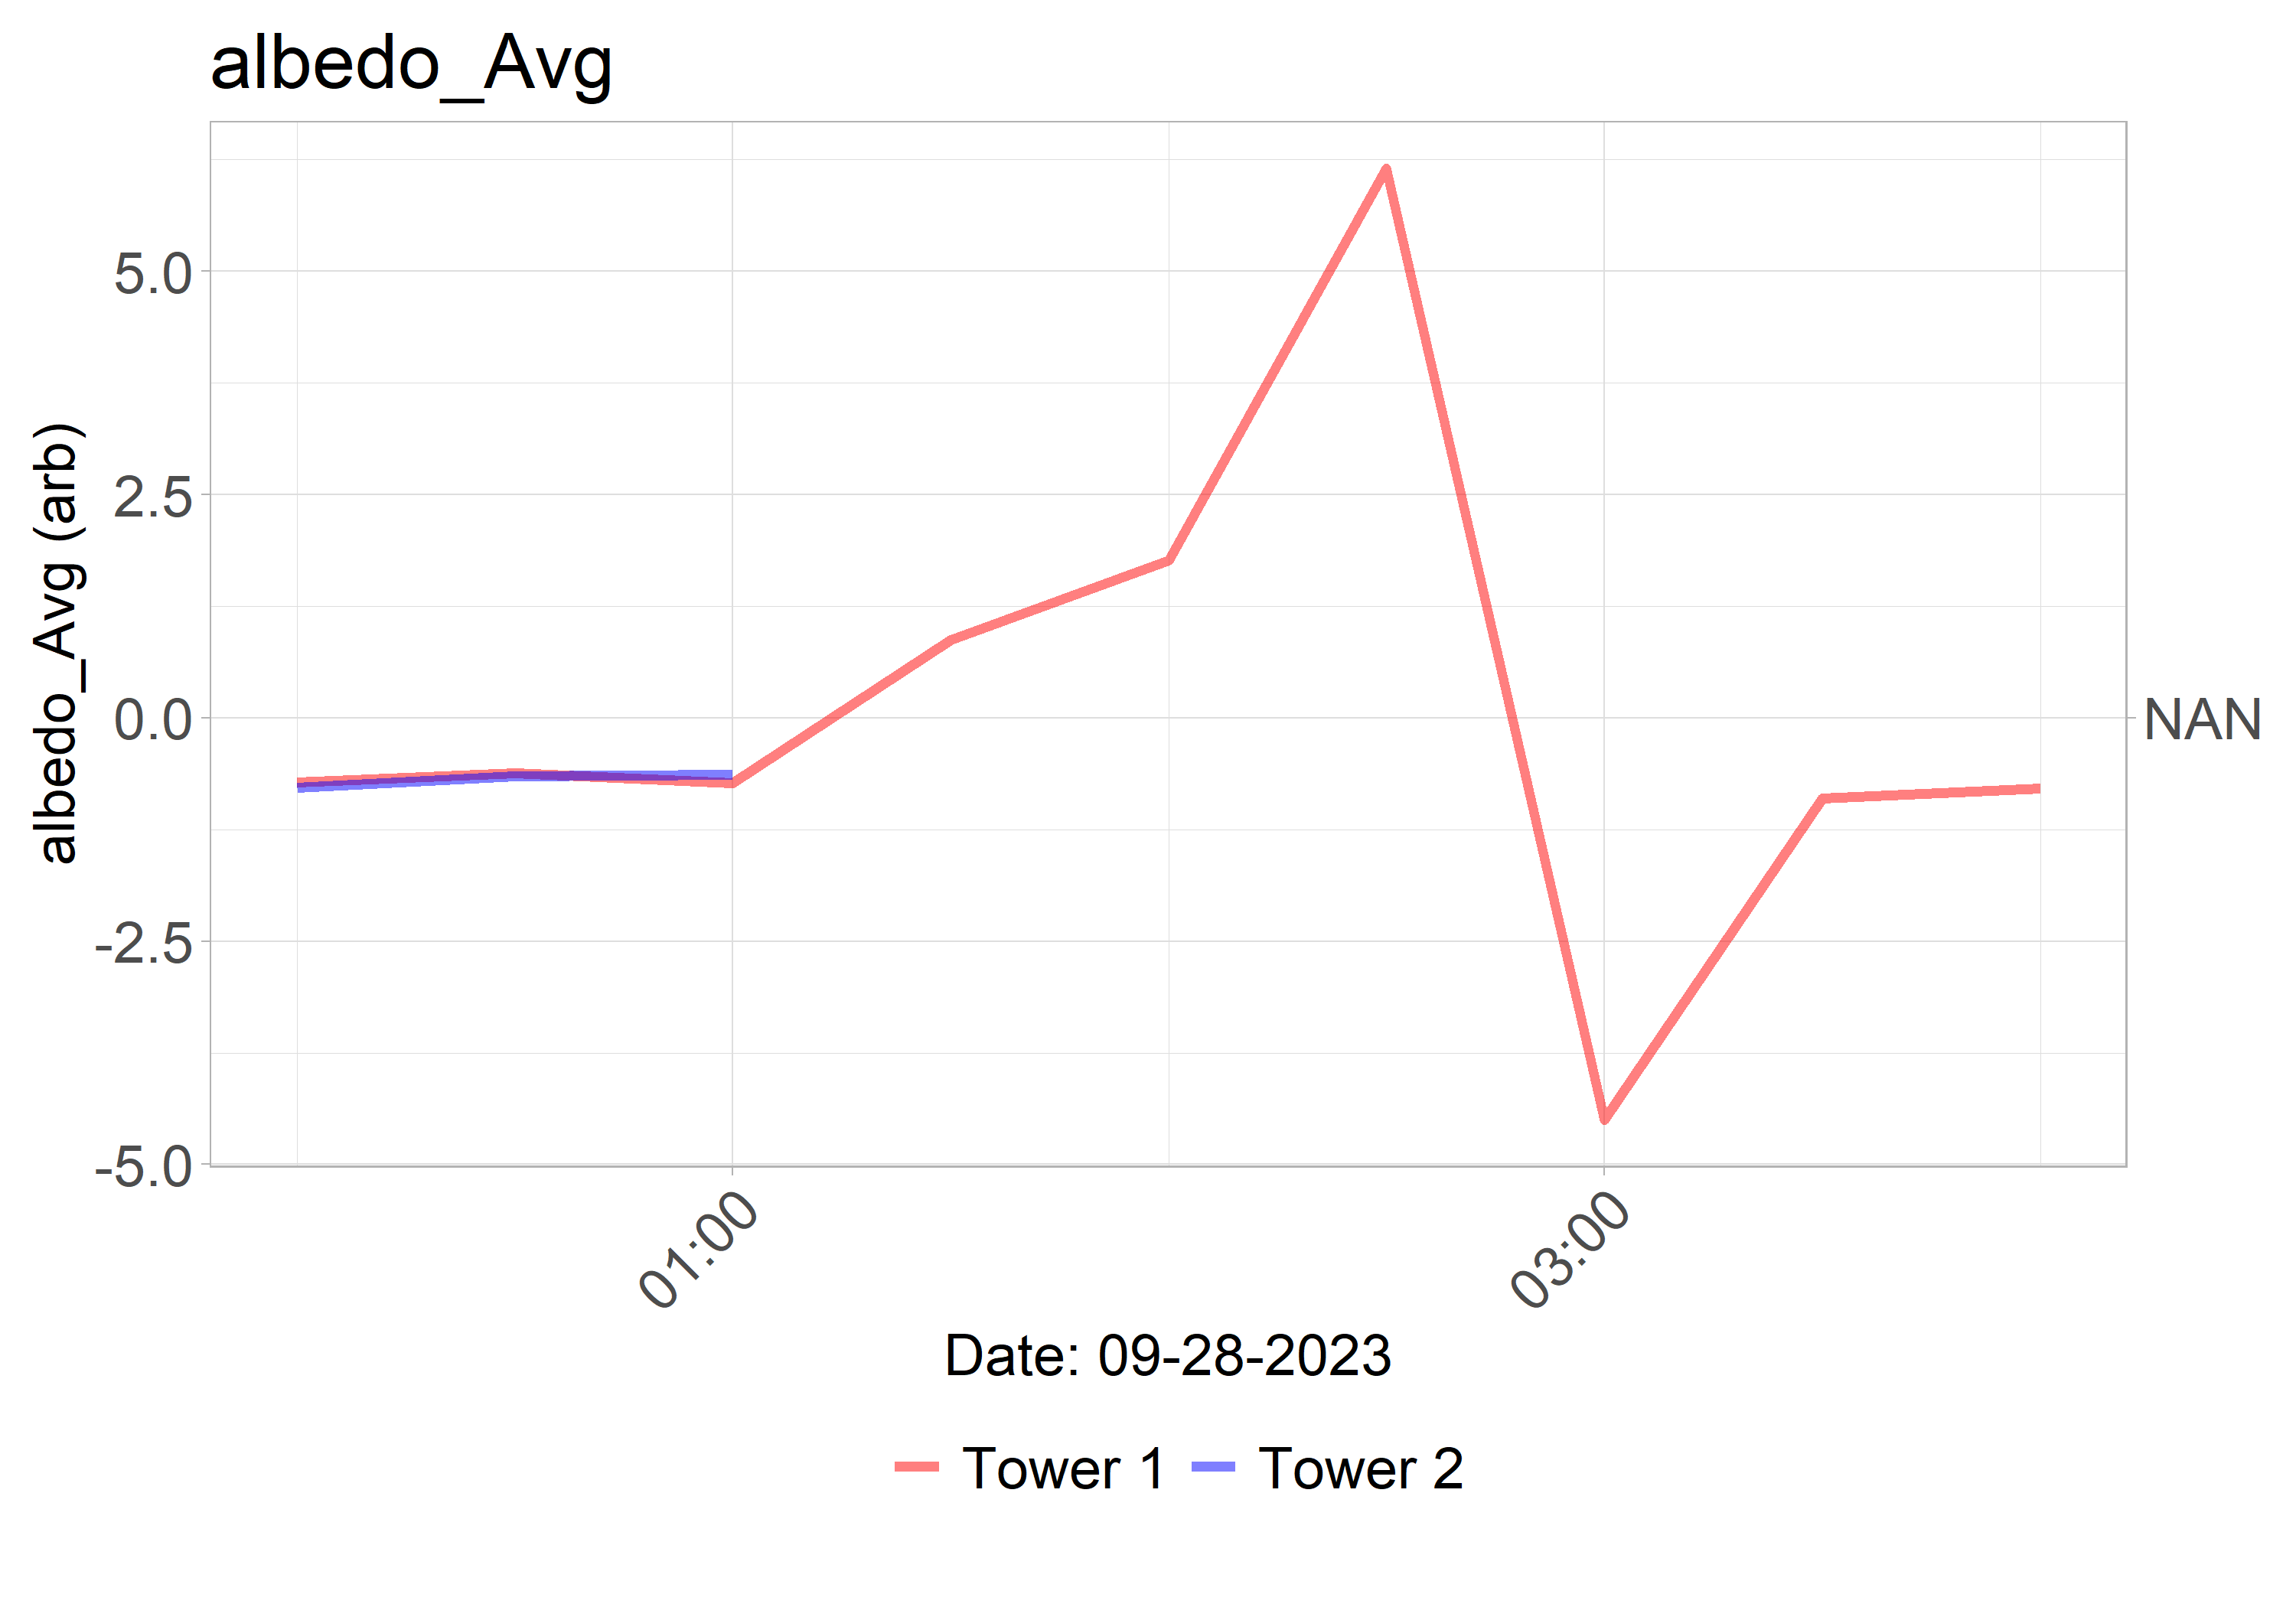 albedo_Avg
albedo_Avg (arb)
5.0
2.5
0.0
-2.5
-5.0
NAN
01:00
03:00
Date: 09-28-2023
Tower 1
Tower 2